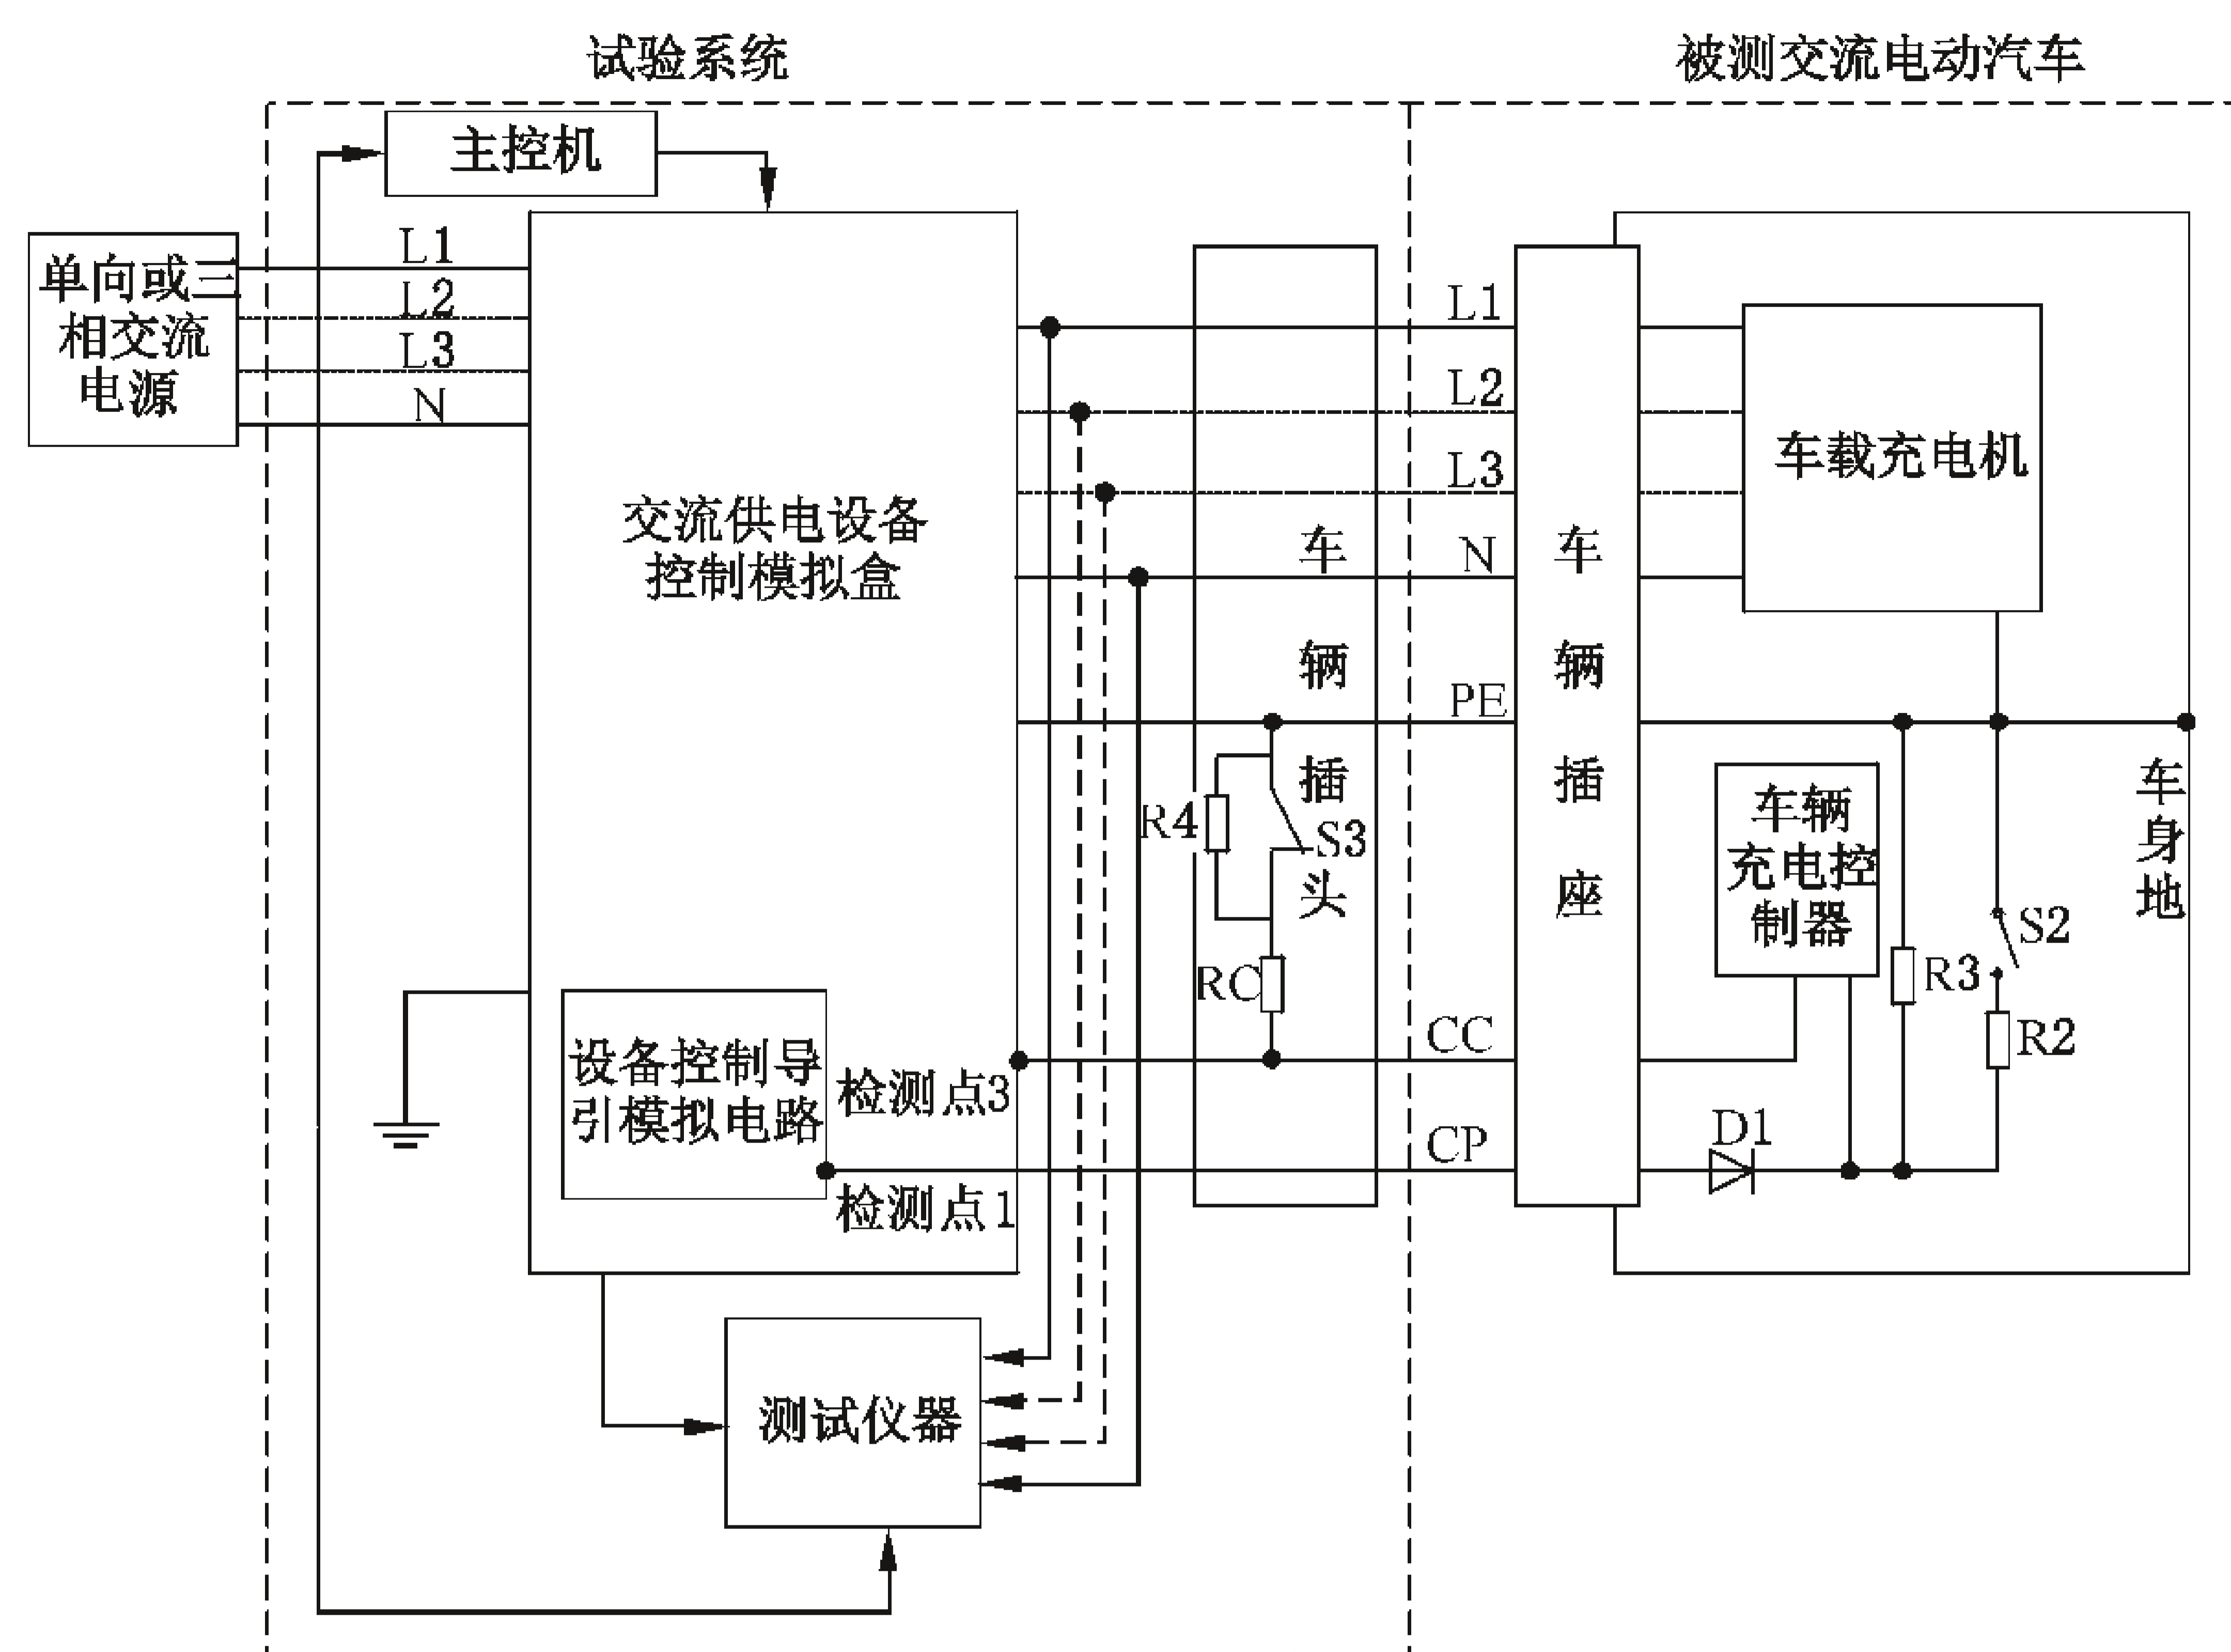 试验系统
被测交流电动汽车
主控机
单向或三
相交流
电源
L1
L2
L3
N
交流供电设备
控制模拟盒
设备控制导
引模拟电路
检测点3
检测点1
测试仪器
车
辆
插
头
R4
S3
RC
L1
L2
L3
N
PE
CC
CP
车
辆
插
座
车载充电机
车辆
充电控
制器
R3
S2
R2
D1
车
身
地